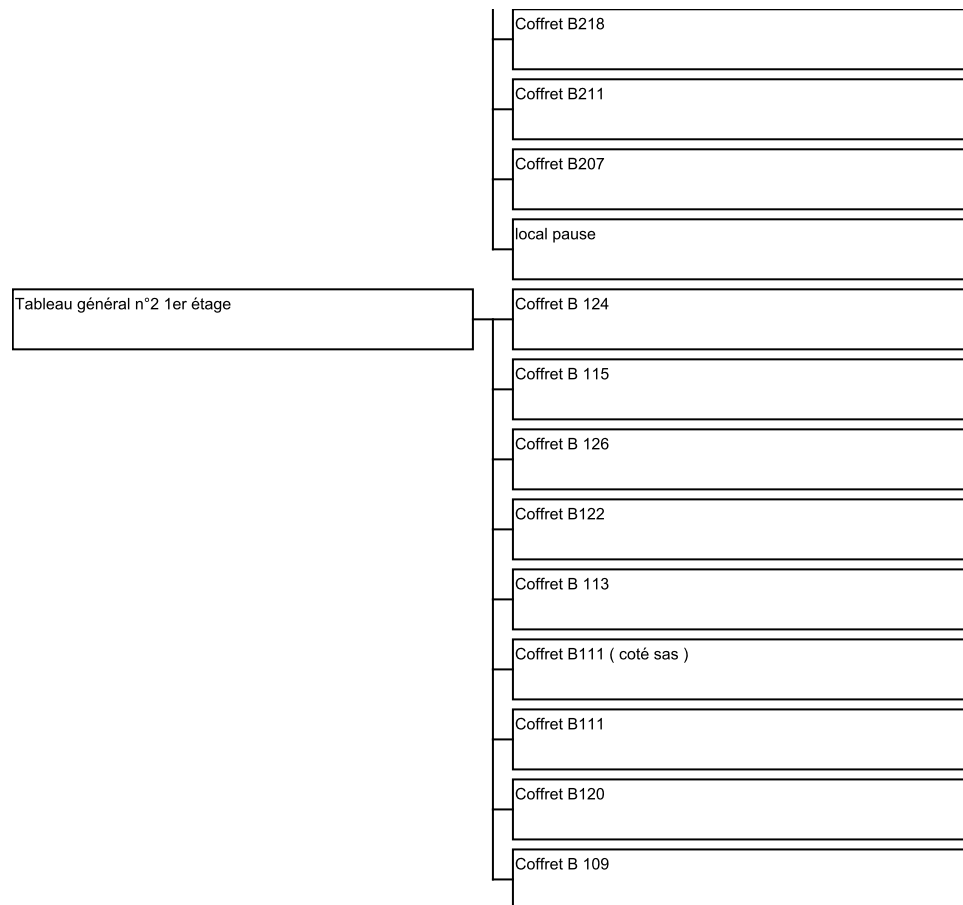 Coffret B218
Coffret B211
Coffret B207
local pause
Tableau général n°2 1er étage
Coffret B 124
Coffret B 115
Coffret B 126
Coffret B122
Coffret B 113
Coffret B111 ( coté sas )
Coffret B111
Coffret B120
Coffret B 109